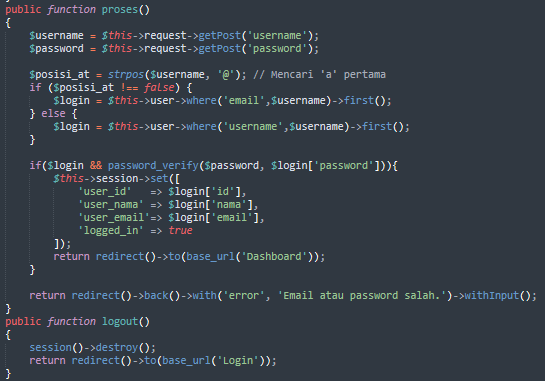 public function proses()
{
    $username = $this->request->getPost('username');
    $password = $this->request->getPost('password');

    $posisi_at = strpos($username, '@'); // Mencari 'a' pertama
    if ($posisi_at !== false) {
        $login = $this->user->where('email',$username)->first();
    } else {
        $login = $this->user->where('username',$username)->first();
    }

    if($login && password_verify($password, $login['password'])){
        $this->session->set([
            'user_id'   => $login['id'],
            'user_nama' => $login['nama'],
            'user_email'=> $login['email'],
            'logged_in' => true
        ]);
        return redirect()->to(base_url('Dashboard'));
    }

    return redirect()->back()->with('error', 'Email atau password salah.')->withInput();
}
public function logout()
{
    session()->destroy();
    return redirect()->to(base_url('Login'));
}